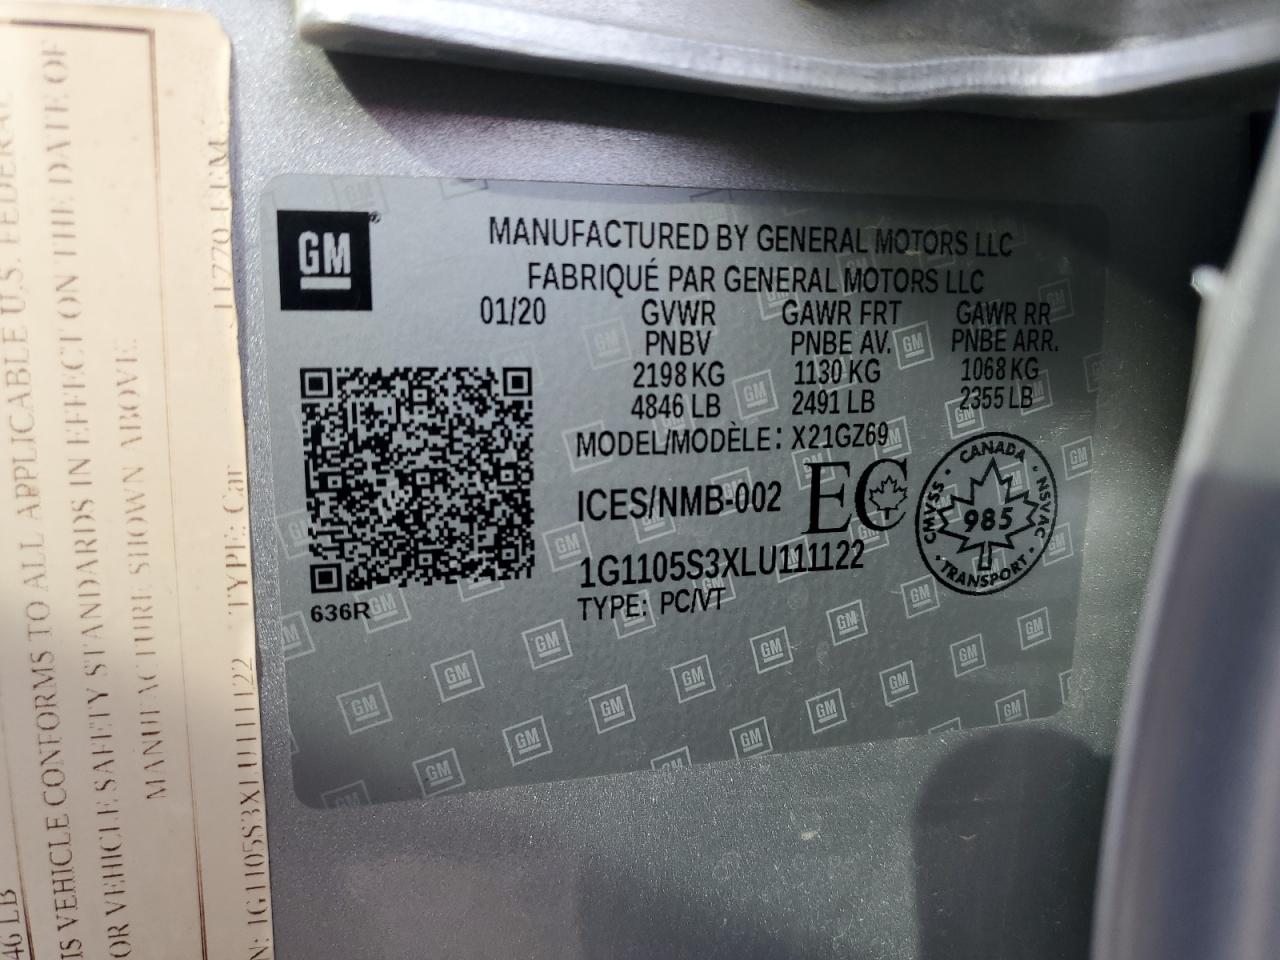 GM
MANUFACTURED BY GENERAL MOTORS LLC
FABRIQUÉ PAR GENERAL MOTORS LLC
01/20 GVWR GAWR FRT GAWR RR
PNBV PNBE AV. PNBE ARR.
2198 KG 1130 KG 1068 KG
4846 LB 2491 LB 2355 LB
MODEL/MODÈLE: X21GZ69
ICES/NMB-002 EC
CANADA
CMVSS 985 NSVAC
TRANSPORT
1G1105S3XLU111122
TYPE: PC/VT
636R
46 LB
IS VEHICLE CONFORMS TO ALL APPLICABLE U.S. FEDERAL
OR VEHICLE SAFETY STANDARDS IN EFFECT ON THE DATE OF
MANUFACTURE SHOWN ABOVE.
N: 1G1105S3XLU111122 TYPE: Car